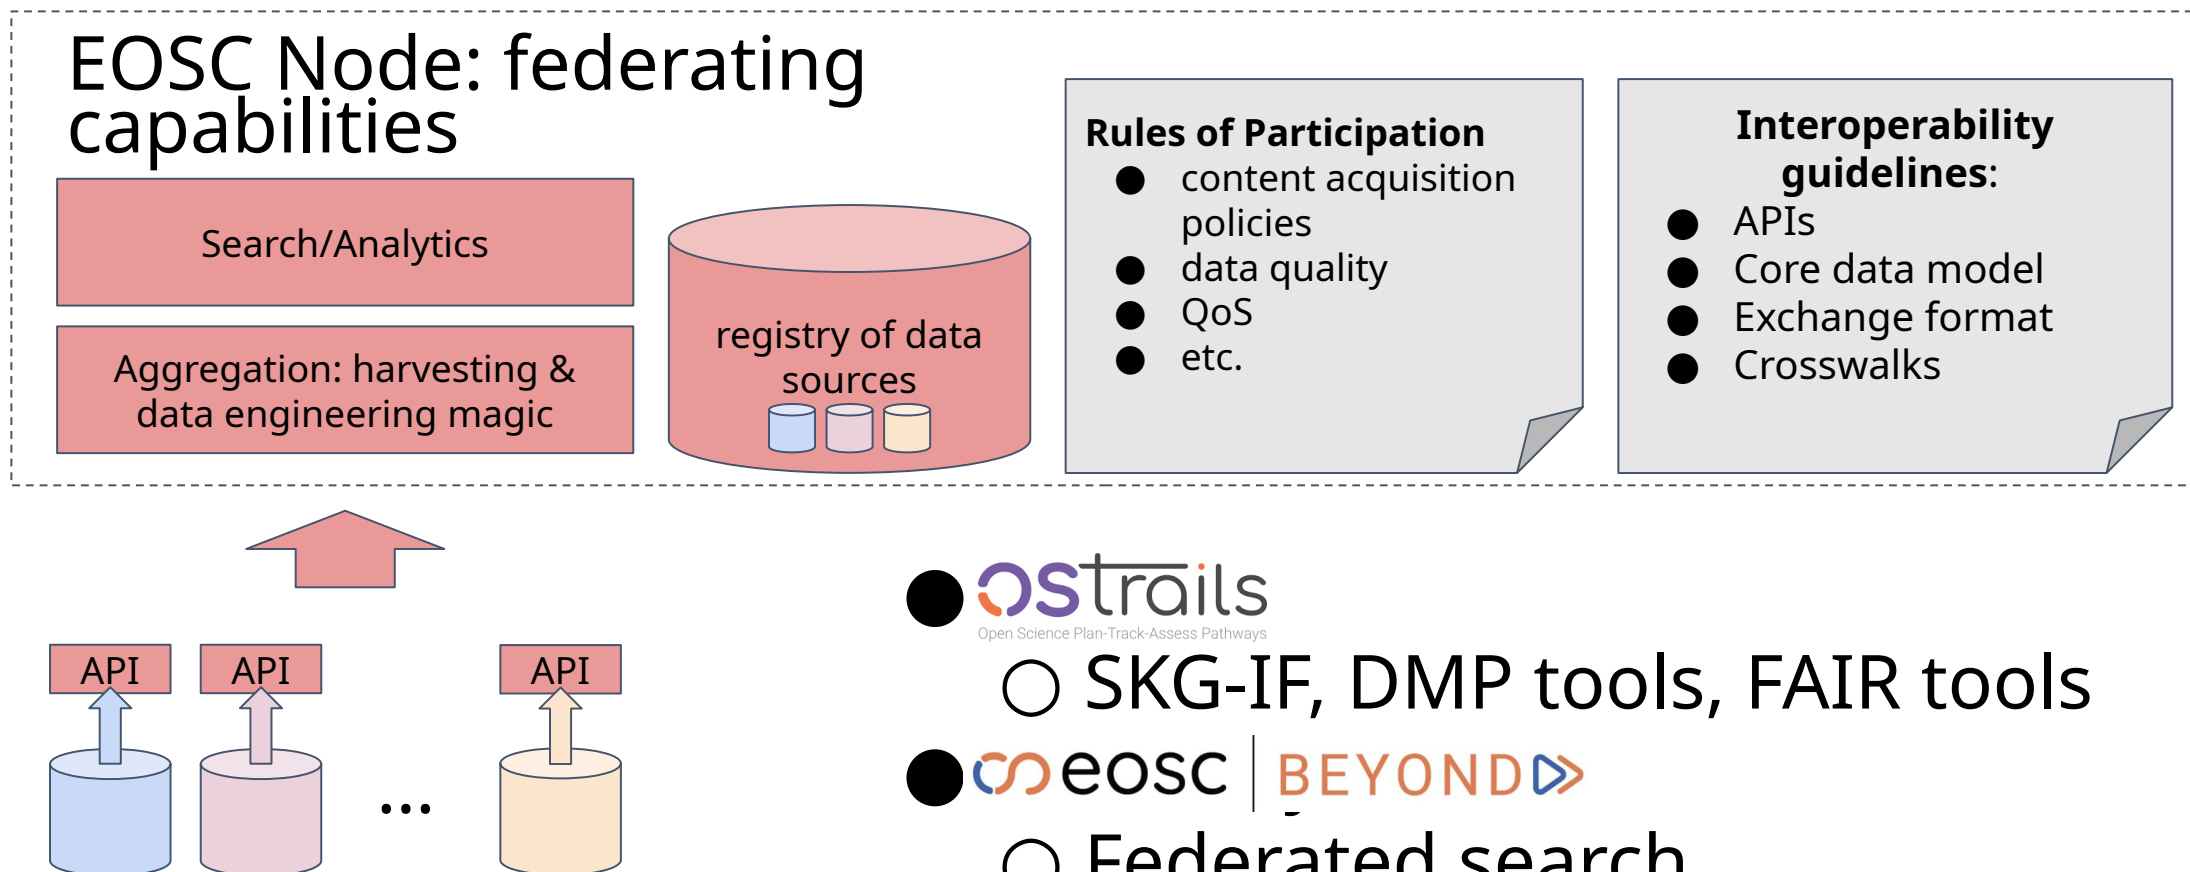 EOSC Node: federating
capabilities
Search/Analytics
Aggregation: harvesting &
data engineering magic
registry of data
sources
Rules of Participation
● content acquisition
policies
● data quality
● QoS
● etc.
Interoperability
guidelines:
● APIs
● Core data model
● Exchange format
● Crosswalks
API API API
...
● OStrails
Open Science Plan-Track-Assess Pathways
○ SKG-IF, DMP tools, FAIR tools
● eosc | BEYOND
○ Federated search